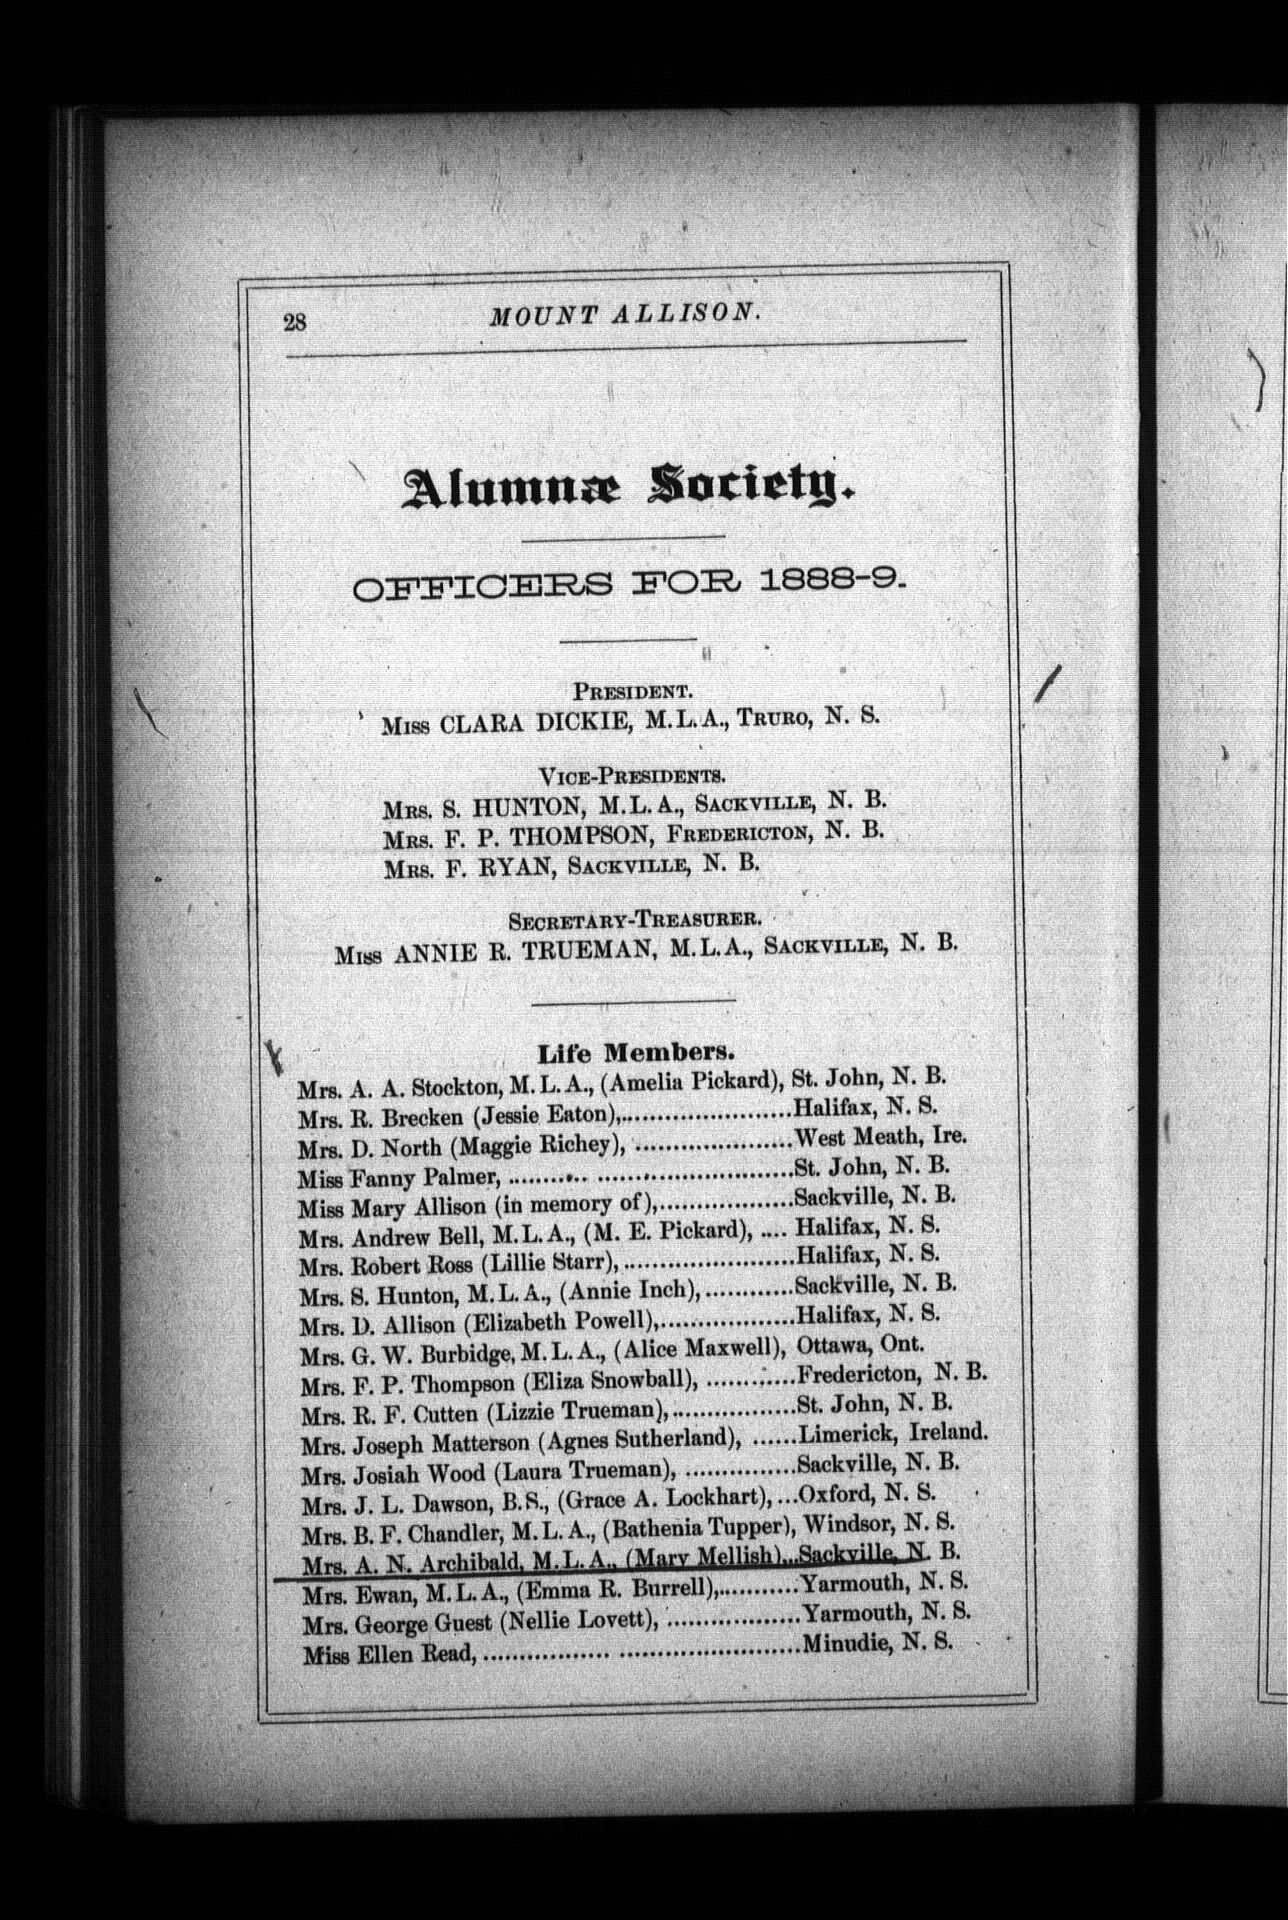 28
MOUNT ALLISON.
Alumnæ Society.
OFFICERS FOR 1888-9.
PRESIDENT.
MISS CLARA DICKIE, M.L.A., TRURO, N. S.
VICE-PRESIDENTS.
MRS. S. HUNTON, M.L.A., SACKVILLE, N. B.
MRS. F. P. THOMPSON, FREDERICTON, N. B.
MRS. F. RYAN, SACKVILLE, N. B.
SECRETARY-TREASURER.
MISS ANNIE R. TRUEMAN, M.L.A., SACKVILLE, N. B.
Life Members.
Mrs. A. A. Stockton, M.L.A., (Amelia Pickard), St. John, N. B.
Mrs. R. Brecken (Jessie Eaton),.......................Halifax, N. S.
Mrs. D. North (Maggie Richey), .....................West Meath, Ire.
Miss Fanny Palmer, ........... ...........................St. John, N. B.
Miss Mary Allison (in memory of),..................Sackville, N. B.
Mrs. Andrew Bell, M.L.A., (M. E. Pickard), .... Halifax, N. S.
Mrs. Robert Ross (Lillie Starr),.......................Halifax, N. S.
Mrs. S. Hunton, M.L.A., (Annie Inch),............Sackville, N. B.
Mrs. D. Allison (Elizabeth Powell),..................Halifax, N. S.
Mrs. G. W. Burbidge, M.L.A., (Alice Maxwell), Ottawa, Ont.
Mrs. F. P. Thompson (Eliza Snowball), ............Fredericton, N. B.
Mrs. R. F. Cutten (Lizzie Trueman),.................St. John, N. B.
Mrs. Joseph Matterson (Agnes Sutherland), ......Limerick, Ireland.
Mrs. Josiah Wood (Laura Trueman), ...............Sackville, N. B.
Mrs. J. L. Dawson, B.S., (Grace A. Lockhart),...Oxford, N. S.
Mrs. B. F. Chandler, M.L.A., (Bathenia Tupper), Windsor, N. S.
Mrs. A. N. Archibald, M.L.A., (Mary Mellish)...Sackville, N. B.
Mrs. Ewan, M.L.A., (Emma R. Burrell),...........Yarmouth, N. S.
Mrs. George Guest (Nellie Lovett), ..................Yarmouth, N. S.
Miss Ellen Read, ................. ........................Minudie, N. S.